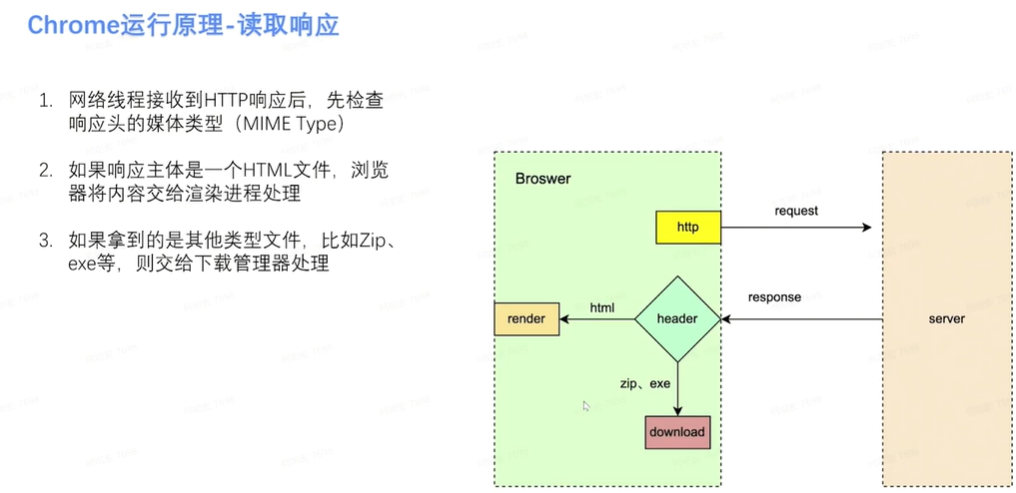 Chrome运行原理-读取响应
1. 网络线程接收到HTTP响应后，先检查
响应头的媒体类型（MIME Type）
2. 如果响应主体是一个HTML文件，浏览
器将内容交给渲染进程处理
3. 如果拿到的是其他类型文件，比如Zip、
exe等，则交给下载管理器处理
Broswer
http
request
response
header
html
render
server
zip、exe
download